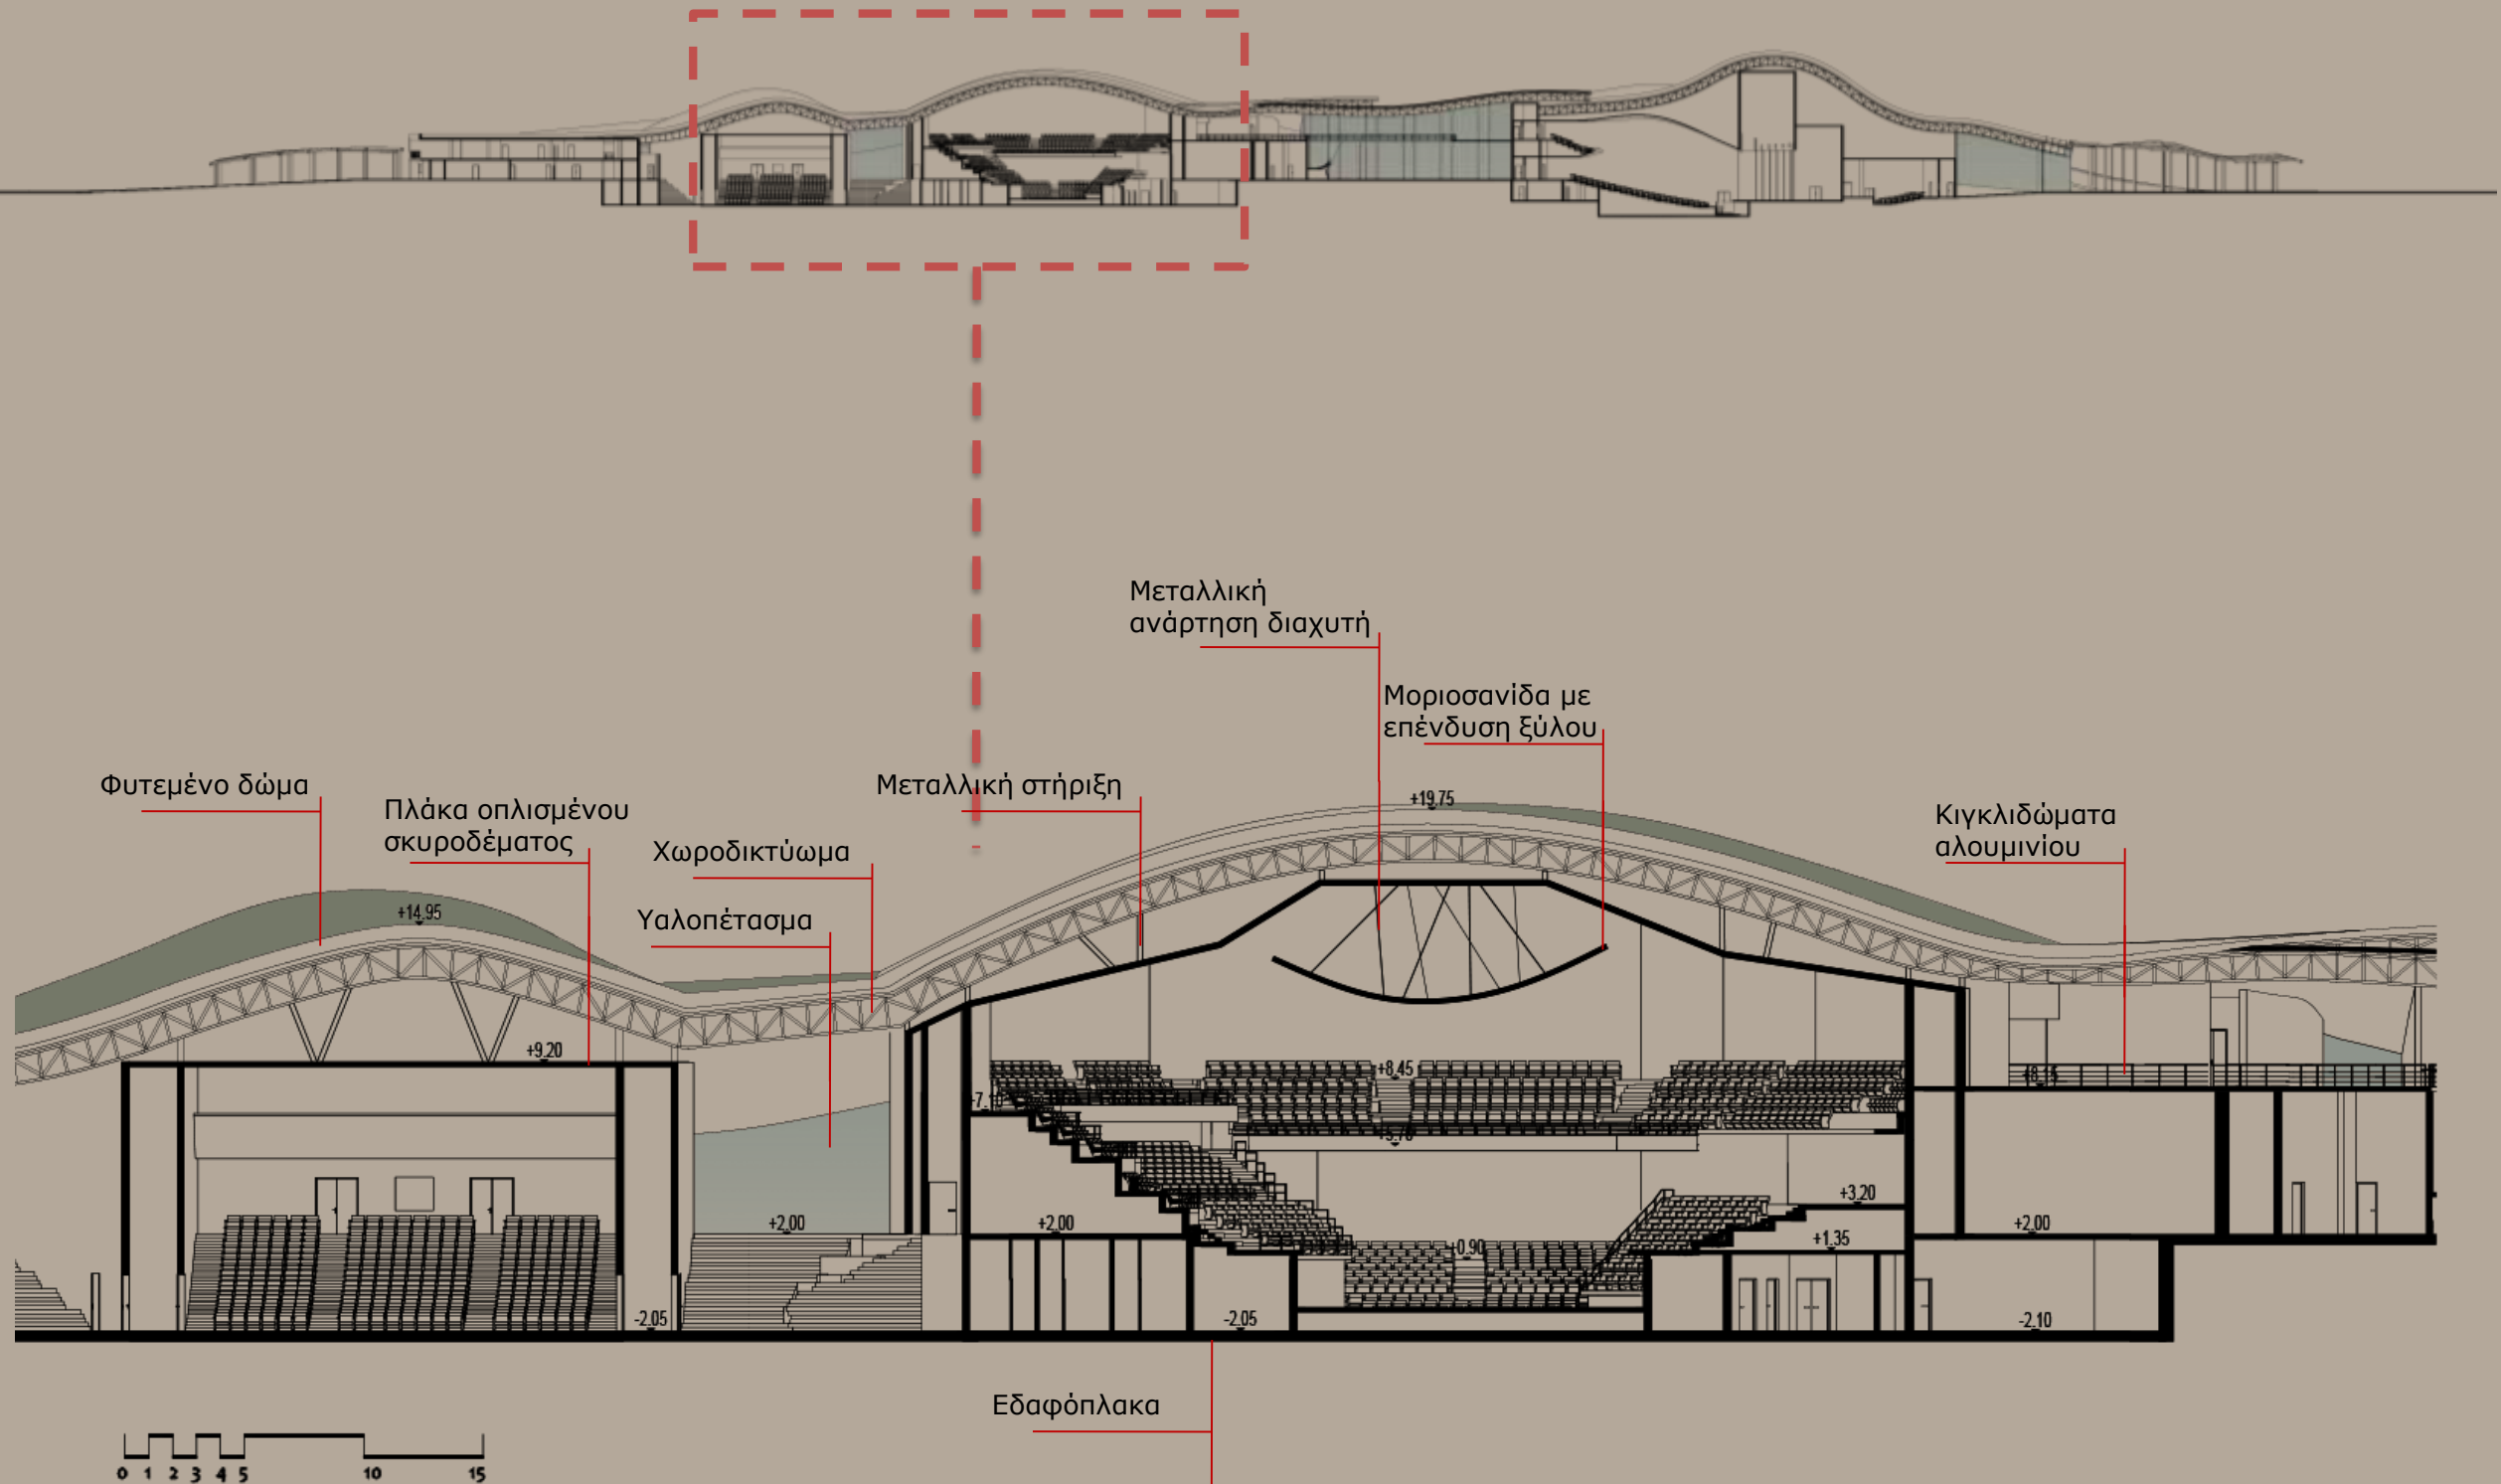 Μεταλλική
ανάρτηση διαχυτή
Μοριοσανίδα με
επένδυση ξύλου
Φυτεμένο δώμα
Πλάκα οπλισμένου
σκυροδέματος
Χωροδικτύωμα
Υαλοπέτασμα
Μεταλλική στήριξη
Κιγκλιδώματα
αλουμινίου
+19.75
+14.95
+9.20
+8.45
+8.15
+3.20
+2.00
+2.00
+2.00
+1.35
+0.90
-2.05
-2.05
-2.10
Εδαφόπλακα
0 1 2 3 4 5 10 15